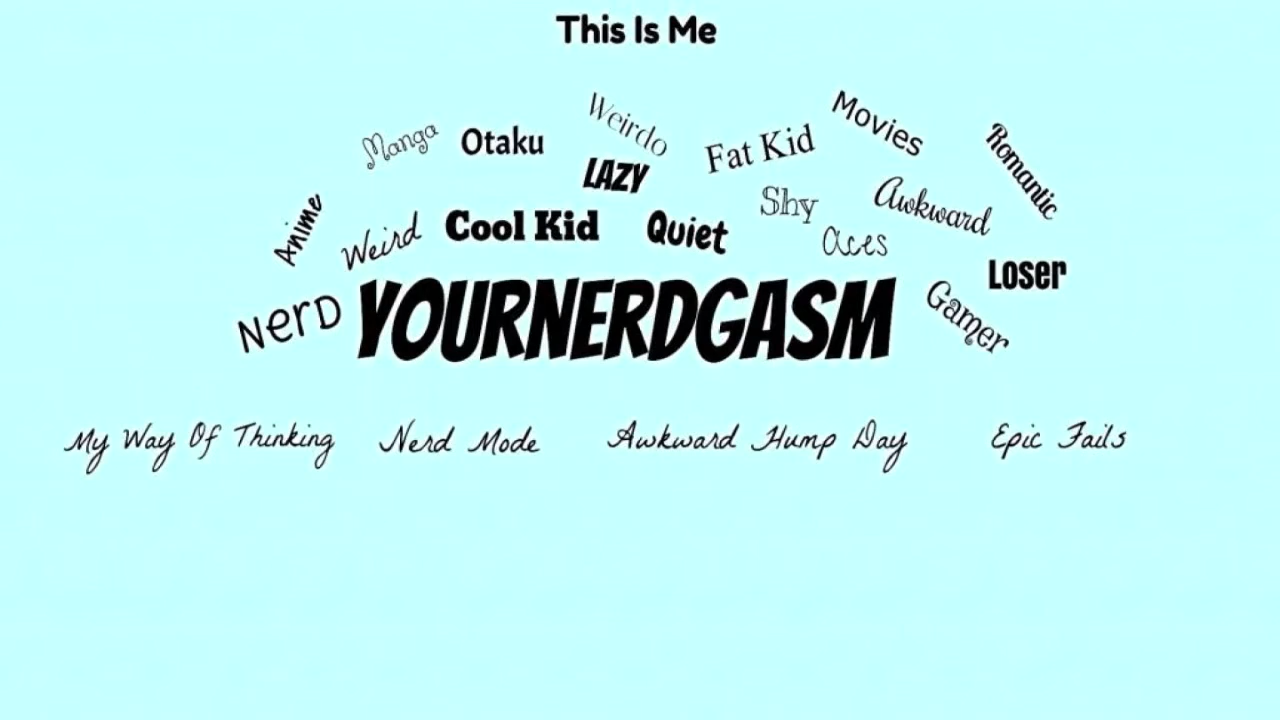 This Is Me
Weirdo
Movies
Manga
Otaku
Fat Kid
Romantic
LAZY
Shy
Awkward
Anime
Weird
Cool Kid
Quiet
aces
Loser
NerD
YOURNERDGASM
Gamer
My Way Of Thinking
Nerd Mode
Awkward Hump Day
Epic Fails